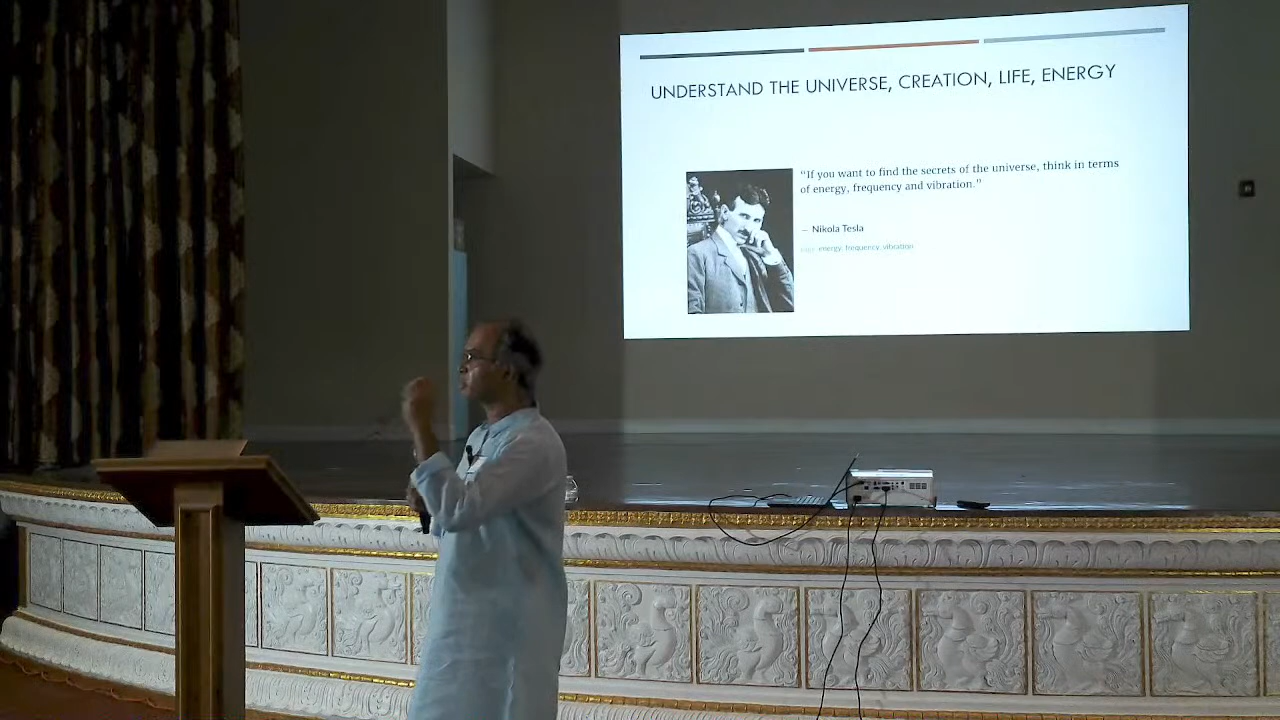 UNDERSTAND THE UNIVERSE, CREATION, LIFE, ENERGY
“If you want to find the secrets of the universe, think in terms
of energy, frequency and vibration.”
― Nikola Tesla
energy, frequency, vibration